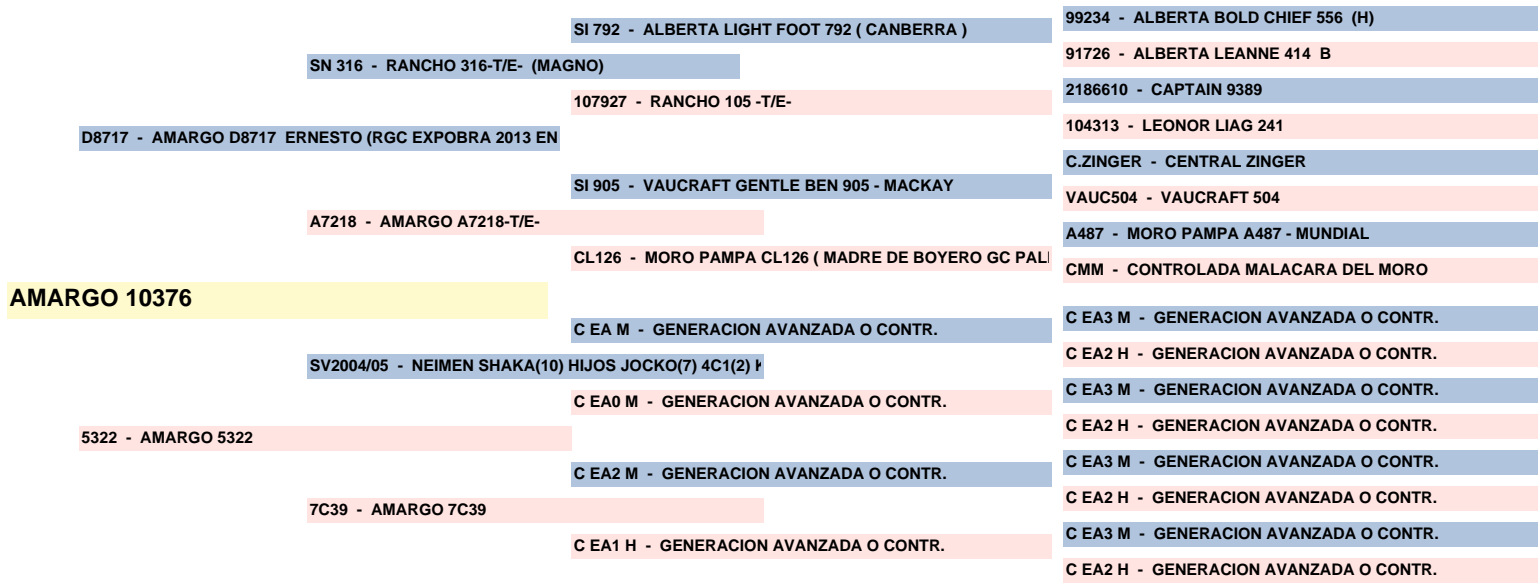 SI 792 - ALBERTA LIGHT FOOT 792 ( CANBERRA )
99234 - ALBERTA BOLD CHIEF 556 (H)
91726 - ALBERTA LEANNE 414 B
SN 316 - RANCHO 316-T/E- (MAGNO)
107927 - RANCHO 105 -T/E-
2186610 - CAPTAIN 9389
104313 - LEONOR LIAG 241
D8717 - AMARGO D8717 ERNESTO (RGC EXPOBRA 2013 EN
SI 905 - VAUCRAFT GENTLE BEN 905 - MACKAY
C.ZINGER - CENTRAL ZINGER
VAUC504 - VAUCRAFT 504
A7218 - AMARGO A7218-T/E-
CL126 - MORO PAMPA CL126 ( MADRE DE BOYERO GC
A487 - MORO PAMPA A487 - MUNDIAL
CMM - CONTROLADA MALACARA DEL MORO
AMARGO 10376
C EA M - GENERACION AVANZADA O CONTR.
C EA3 M - GENERACION AVANZADA O CONTR.
C EA2 H - GENERACION AVANZADA O CONTR.
SV2004/05 - NEIMEN SHAKA(10) HIJOS JOCKO(7) 4C1(2)
C EA0 M - GENERACION AVANZADA O CONTR.
C EA3 M - GENERACION AVANZADA O CONTR.
C EA2 H - GENERACION AVANZADA O CONTR.
5322 - AMARGO 5322
C EA2 M - GENERACION AVANZADA O CONTR.
C EA3 M - GENERACION AVANZADA O CONTR.
C EA2 H - GENERACION AVANZADA O CONTR.
7C39 - AMARGO 7C39
C EA1 H - GENERACION AVANZADA O CONTR.
C EA3 M - GENERACION AVANZADA O CONTR.
C EA2 H - GENERACION AVANZADA O CONTR.